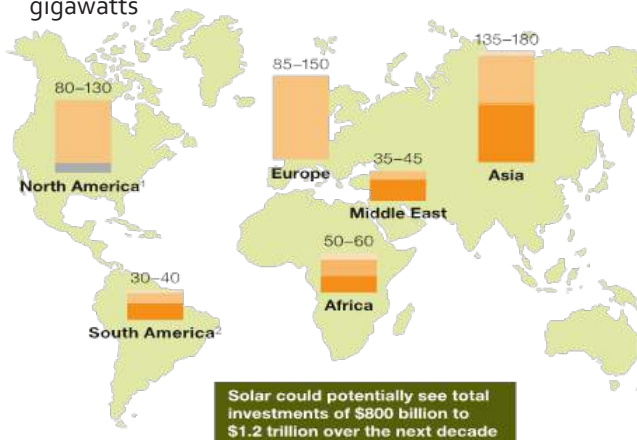 gigawatts
135–180
85–150
80–130
North America¹
Europe
35–45
Asia
Middle East
50–60
30–40
Africa
South America²
Solar could potentially see total
investments of $800 billion to
$1.2 trillion over the next decade